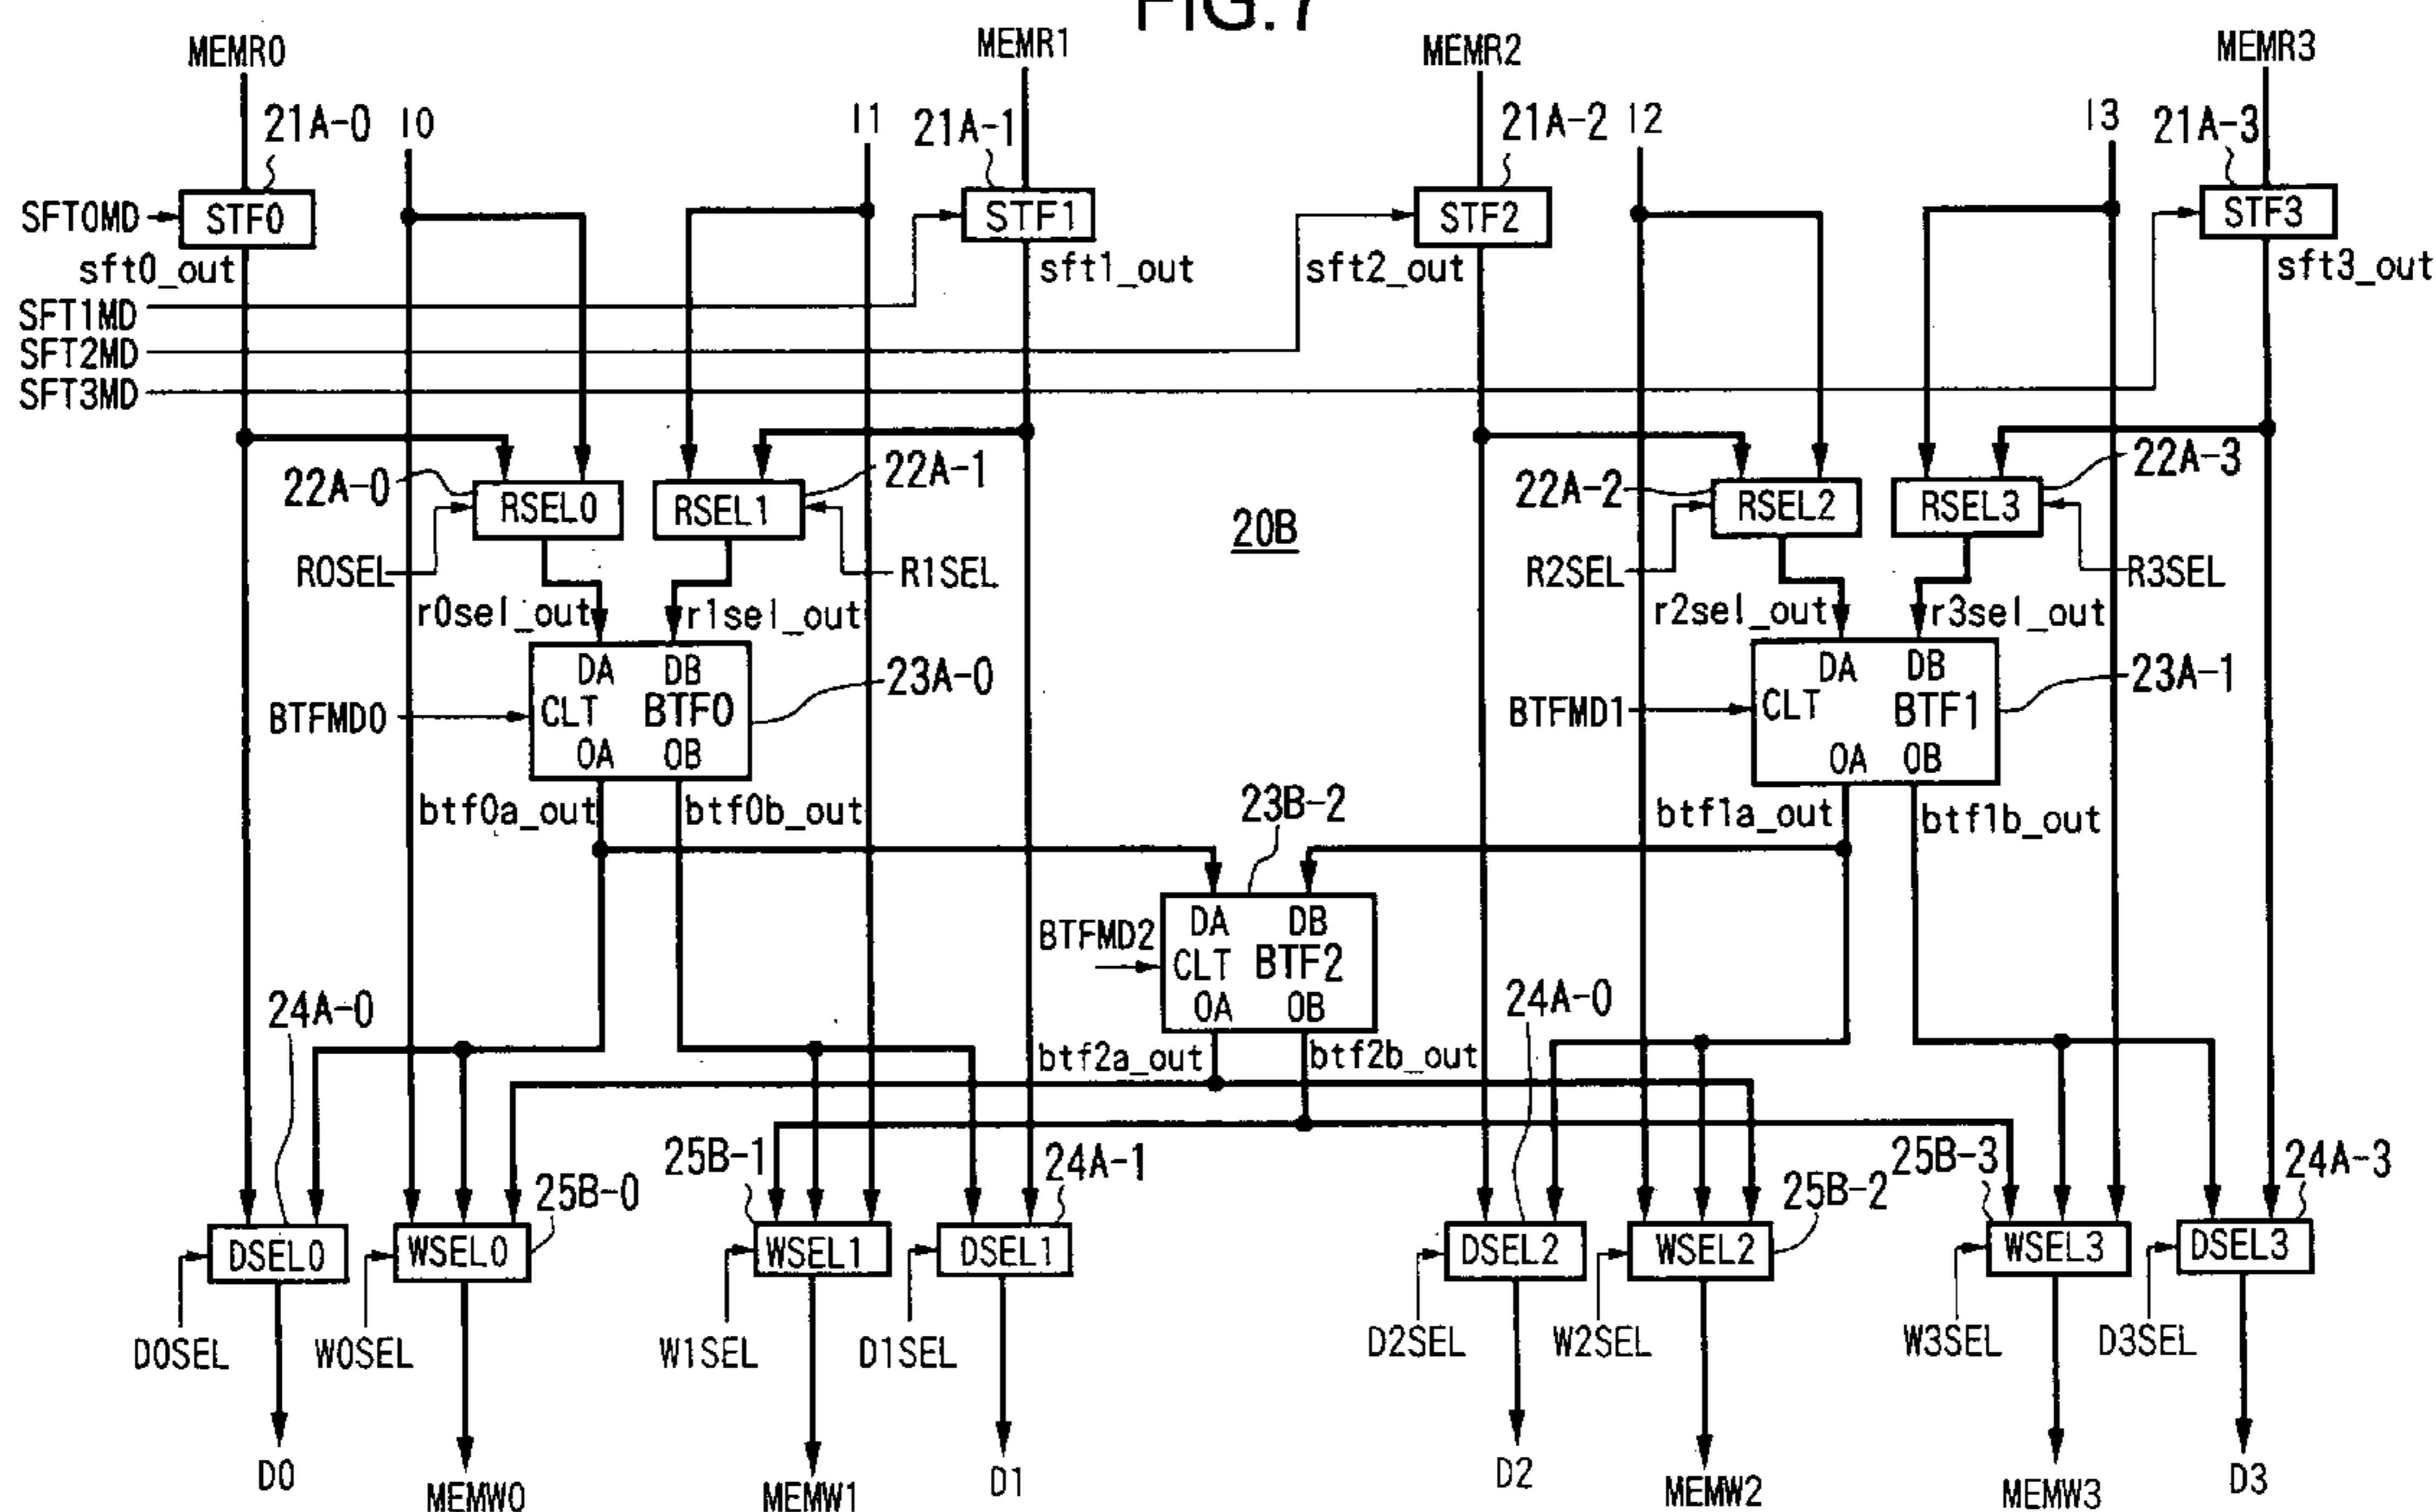 FIG. 7
MEMR0 MEMR1 MEMR2 MEMR3
21A-0 I0 I1 21A-1 21A-2 I2 I3 21A-3
SFT0MD STF0 STF1 STF2 STF3
sft0_out sft1_out sft2_out sft3_out
SFT1MD
SFT2MD
SFT3MD
22A-0 22A-1 22A-2 22A-3
RSEL0 RSEL1 20B RSEL2 RSEL3
R0SEL R1SEL R2SEL R3SEL
r0sel_out r1sel_out r2sel_out r3sel_out
DA DB 23A-0 DA DB 23A-1
BTFMD0 CLT BTF0 BTFMD1 CLT BTF1
OA OB OA OB
btf0a_out btf0b_out 23B-2 btf1a_out btf1b_out
BTFMD2 DA DB
CLT BTF2
24A-0 OA OB 24A-0
btf2a_out btf2b_out
25B-0 25B-1 24A-1 25B-2 25B-3 24A-3
DSEL0 WSEL0 WSEL1 DSEL1 DSEL2 WSEL2 WSEL3 DSEL3
D0SEL W0SEL W1SEL D1SEL D2SEL W2SEL W3SEL D3SEL
D0 MEMW0 MEMW1 D1 D2 MEMW2 MEMW3 D3